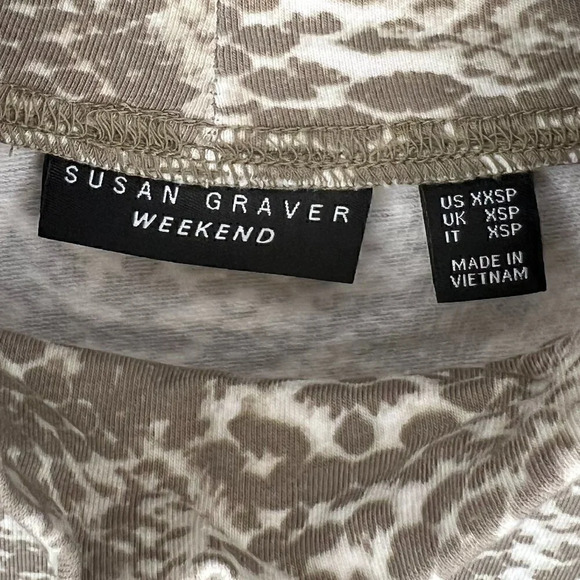 SUSAN GRAVER
WEEKEND
US XXSP
UK XSP
IT XSP
MADE IN
VIETNAM